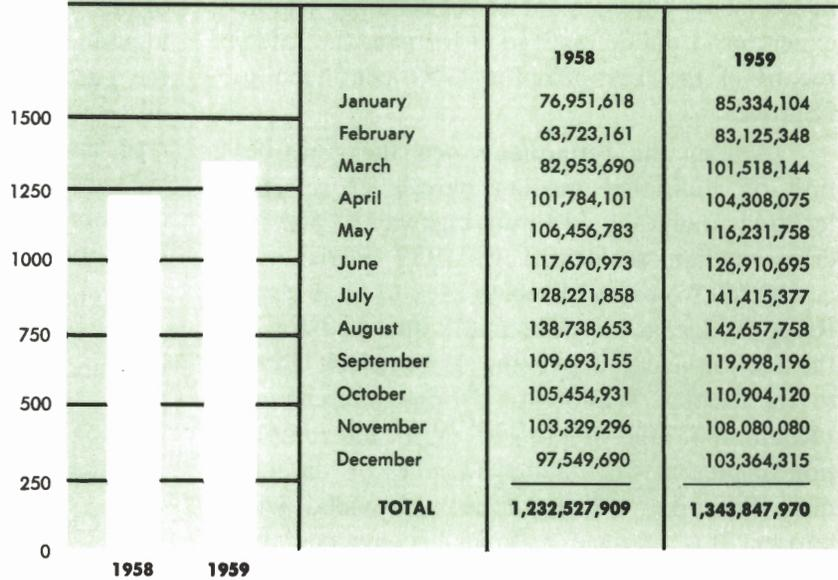 1500
1250
1000
750
500
250
0
1958 1959
1958 1959
January 76,951,618 85,334,104
February 63,723,161 83,125,348
March 82,953,690 101,518,144
April 101,784,101 104,308,075
May 106,456,783 116,231,758
June 117,670,973 126,910,695
July 128,221,858 141,415,377
August 138,738,653 142,657,758
September 109,693,155 119,998,196
October 105,454,931 110,904,120
November 103,329,296 108,080,080
December 97,549,690 103,364,315
TOTAL 1,232,527,909 1,343,847,970